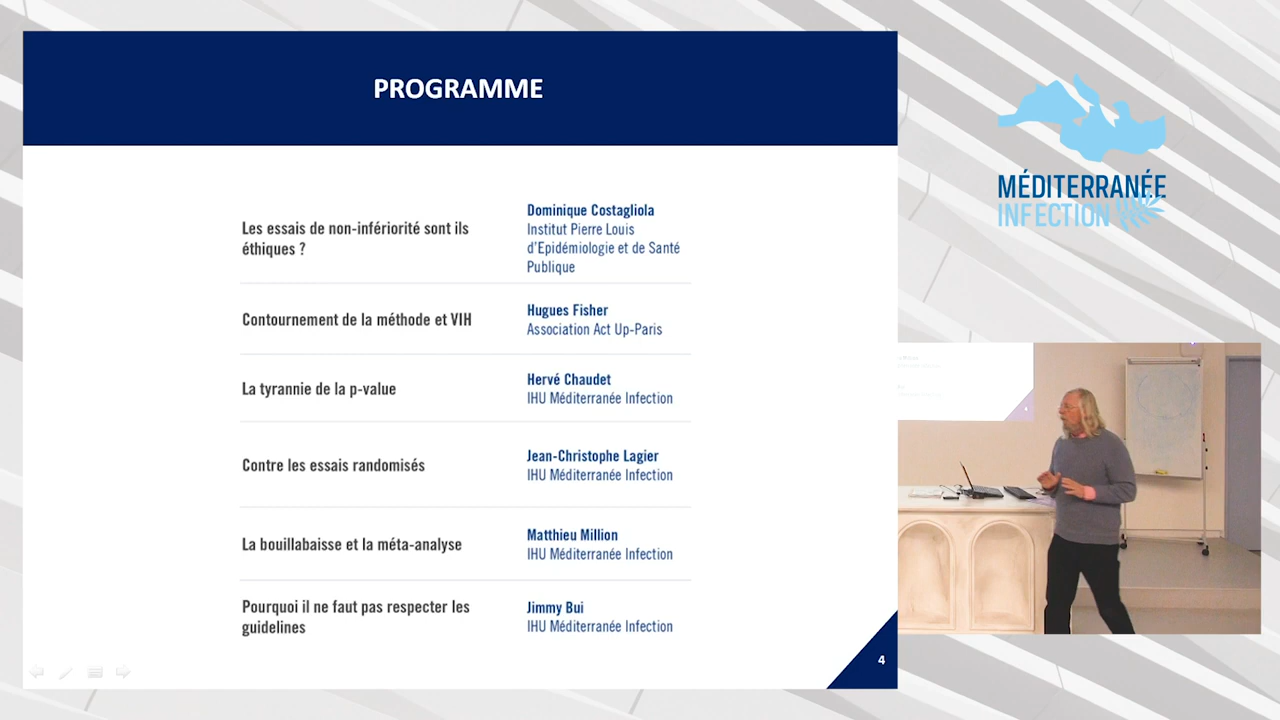 PROGRAMME
Les essais de non-infériorité sont ils
éthiques ?
Dominique Costagliola
Institut Pierre Louis
d'Epidémiologie et de Santé
Publique
Contournement de la méthode et VIH
Hugues Fisher
Association Act Up-Paris
La tyrannie de la p-value
Hervé Chaudet
IHU Méditerranée Infection
Contre les essais randomisés
Jean-Christophe Lagier
IHU Méditerranée Infection
La bouillabaisse et la méta-analyse
Matthieu Million
IHU Méditerranée Infection
Pourquoi il ne faut pas respecter les
guidelines
Jimmy Bui
IHU Méditerranée Infection
4
MÉDITERRANÉE
INFECTION